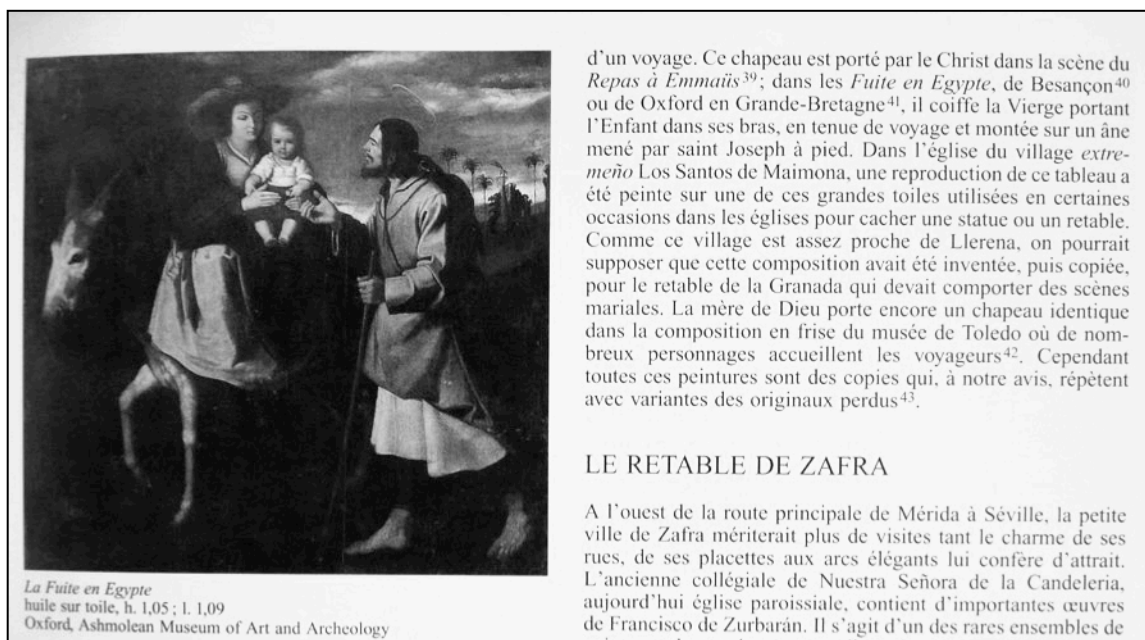 d'un voyage. Ce chapeau est porté par le Christ dans la scène du
Repas à Emmaüs39; dans les Fuite en Egypte, de Besançon40
ou de Oxford en Grande-Bretagne41, il coiffe la Vierge portant
l'Enfant dans ses bras, en tenue de voyage et montée sur un âne
mené par saint Joseph à pied. Dans l'église du village extre-
meño Los Santos de Maimona, une reproduction de ce tableau a
été peinte sur une de ces grandes toiles utilisées en certaines
occasions dans les églises pour cacher une statue ou un retable.
Comme ce village est assez proche de Llerena, on pourrait
supposer que cette composition avait été inventée, puis copiée,
pour le retable de la Granada qui devait comporter des scènes
mariales. La mère de Dieu porte encore un chapeau identique
dans la composition en frise du musée de Toledo où de nom-
breux personnages accueillent les voyageurs42. Cependant
toutes ces peintures sont des copies qui, à notre avis, répètent
avec variantes des originaux perdus43.
LE RETABLE DE ZAFRA
A l'ouest de la route principale de Mérida à Séville, la petite
ville de Zafra mériterait plus de visites tant le charme de ses
rues, de ses placettes aux arcs élégants lui confère d'attrait.
L'ancienne collégiale de Nuestra Señora de la Candeleria,
aujourd'hui église paroissiale, contient d'importantes œuvres
de Francisco de Zurbarán. Il s'agit d'un des rares ensembles de
La Fuite en Egypte
huile sur toile, h. 1,05 ; l. 1,09
Oxford, Ashmolean Museum of Art and Archeology